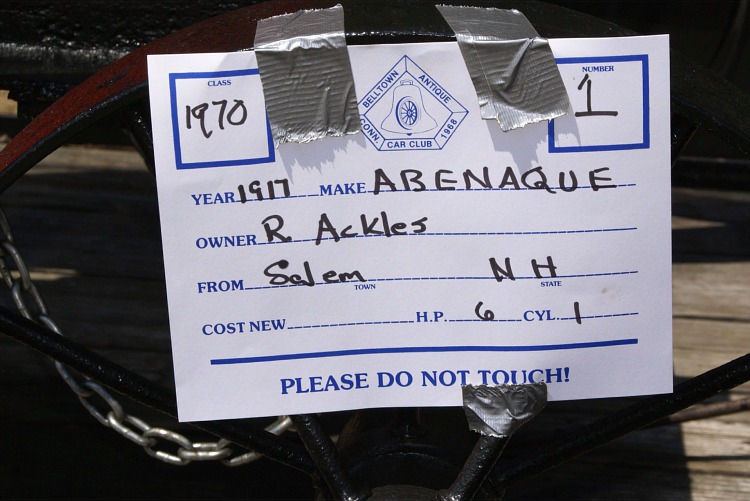 CLASS
1970
BELLTOWN ANTIQUE
CONN. CAR CLUB 1968
NUMBER
1
YEAR 1917 MAKE ABENAQUE
OWNER R Ackles
FROM Salem NH
TOWN STATE
COST NEW H.P. 6 CYL. 1
PLEASE DO NOT TOUCH!